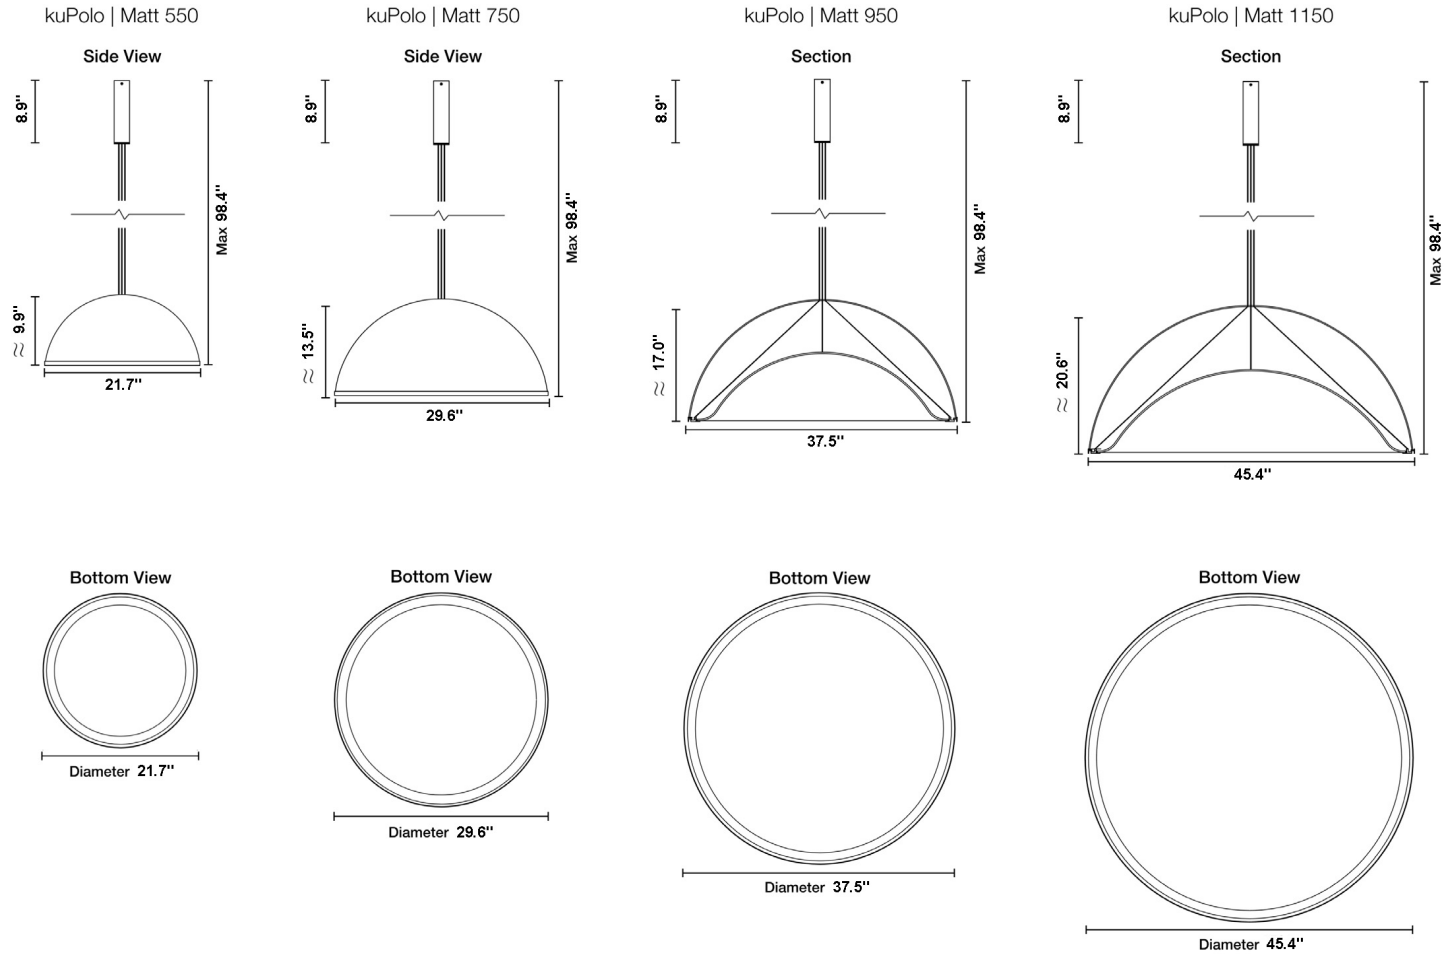 kuPolo | Matt 550
Side View
8.9"
Max 98.4"
≈ 9.9"
21.7"
Bottom View
Diameter 21.7"
kuPolo | Matt 750
Side View
8.9"
Max 98.4"
≈ 13.5"
29.6"
Bottom View
Diameter 29.6"
kuPolo | Matt 950
Section
8.9"
Max 98.4"
≈ 17.0"
37.5"
Bottom View
Diameter 37.5"
kuPolo | Matt 1150
Section
8.9"
Max 98.4"
≈ 20.6"
45.4"
Bottom View
Diameter 45.4"